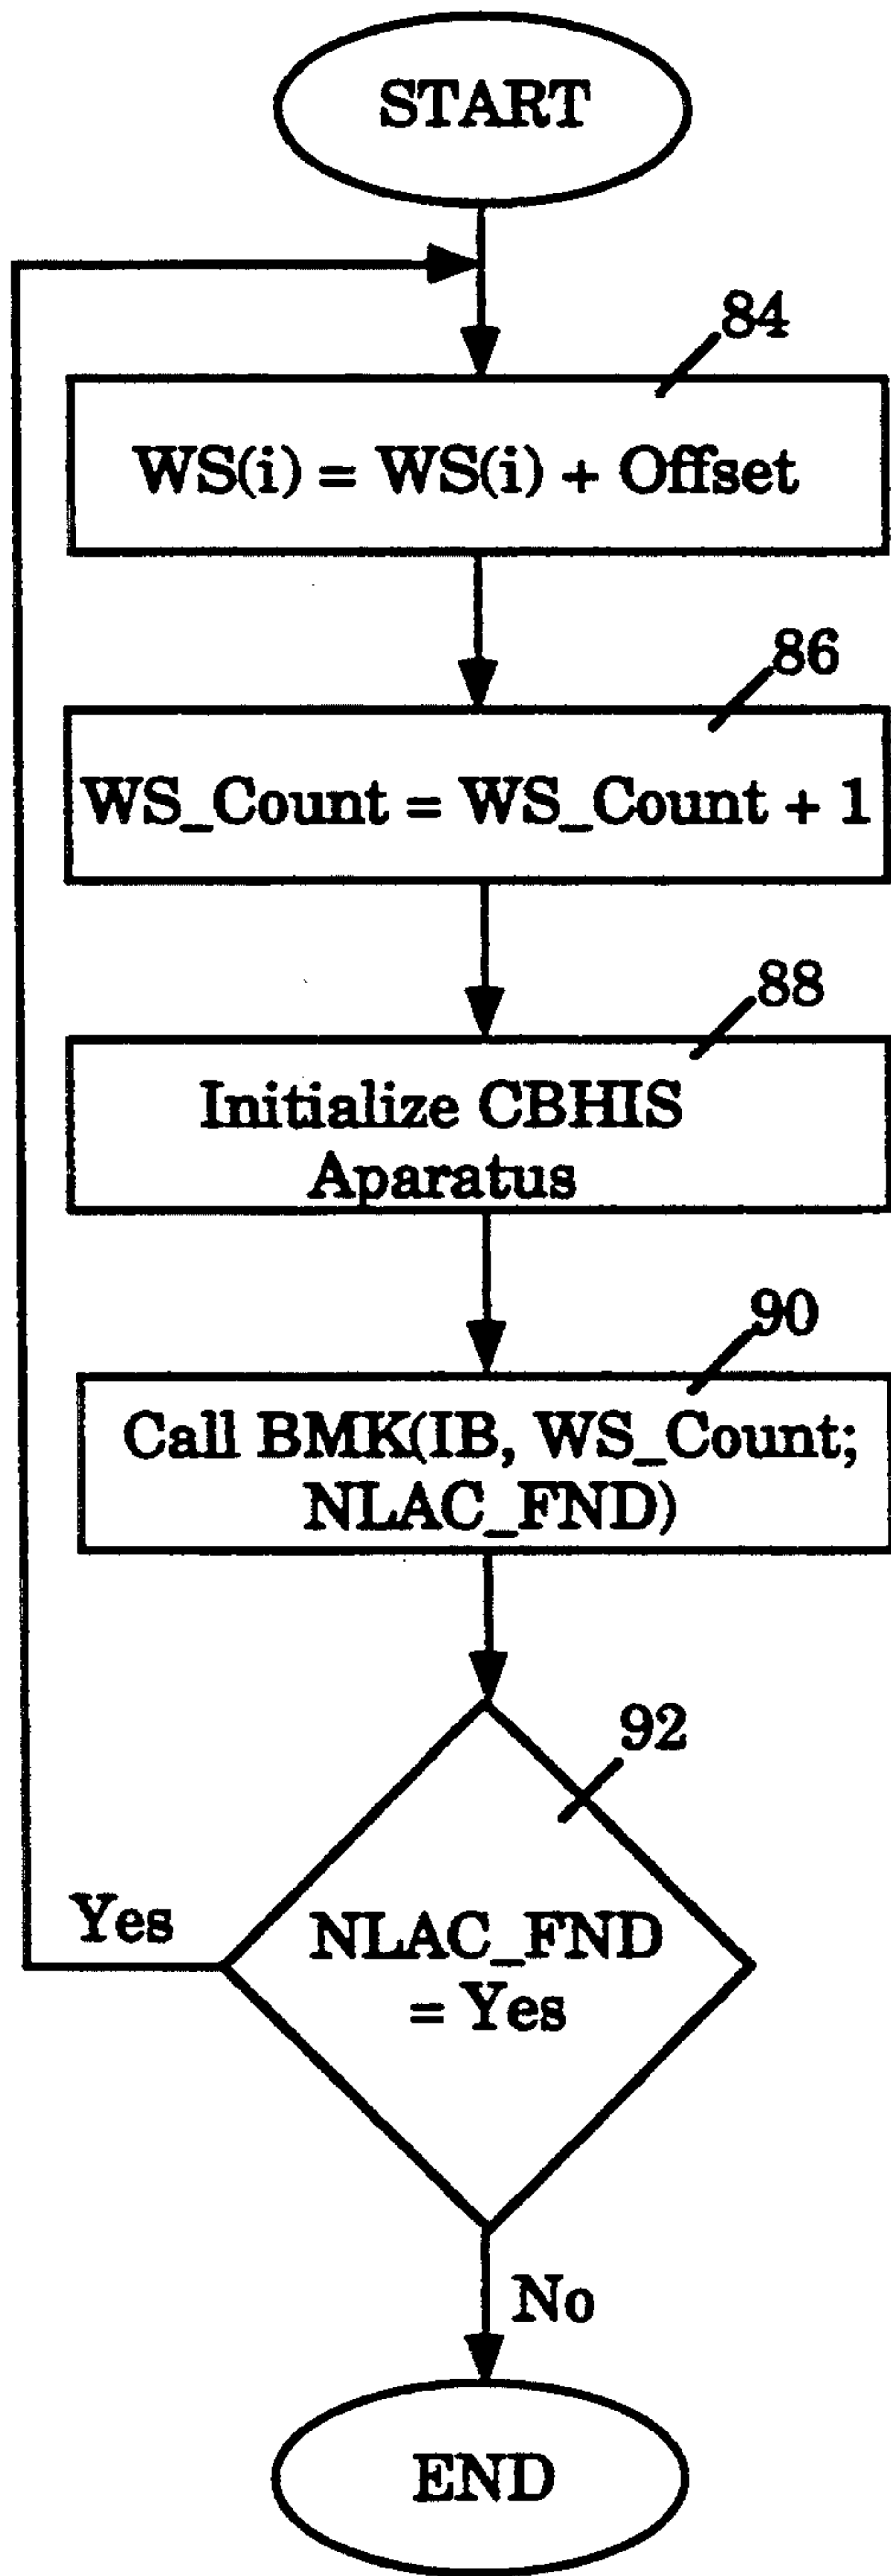 START
84
WS(i) = WS(i) + Offset
86
WS_Count = WS_Count + 1
88
Initialize CBHIS
Aparatus
90
Call BMK(IB, WS_Count;
NLAC_FND)
92
Yes
NLAC_FND
= Yes
No
END